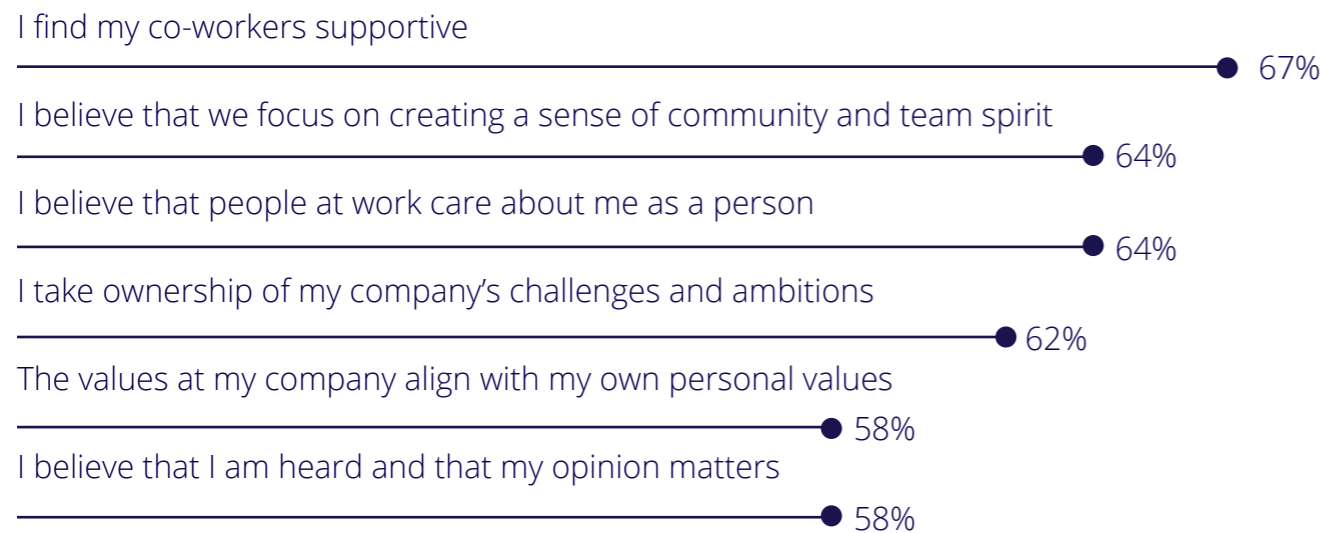 I find my co-workers supportive
67%
I believe that we focus on creating a sense of community and team spirit
64%
I believe that people at work care about me as a person
64%
I take ownership of my company’s challenges and ambitions
62%
The values at my company align with my own personal values
58%
I believe that I am heard and that my opinion matters
58%